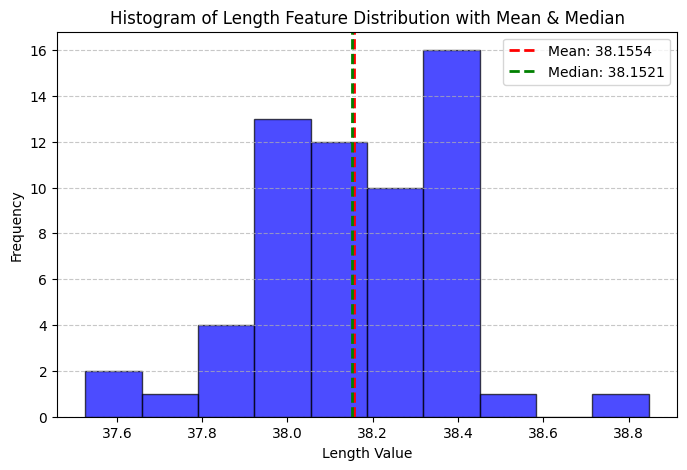 Histogram of Length Feature Distribution with Mean & Median
Mean: 38.1554
Median: 38.1521
Frequency
16
14
12
10
8
6
4
2
0
37.6 37.8 38.0 38.2 38.4 38.6 38.8
Length Value